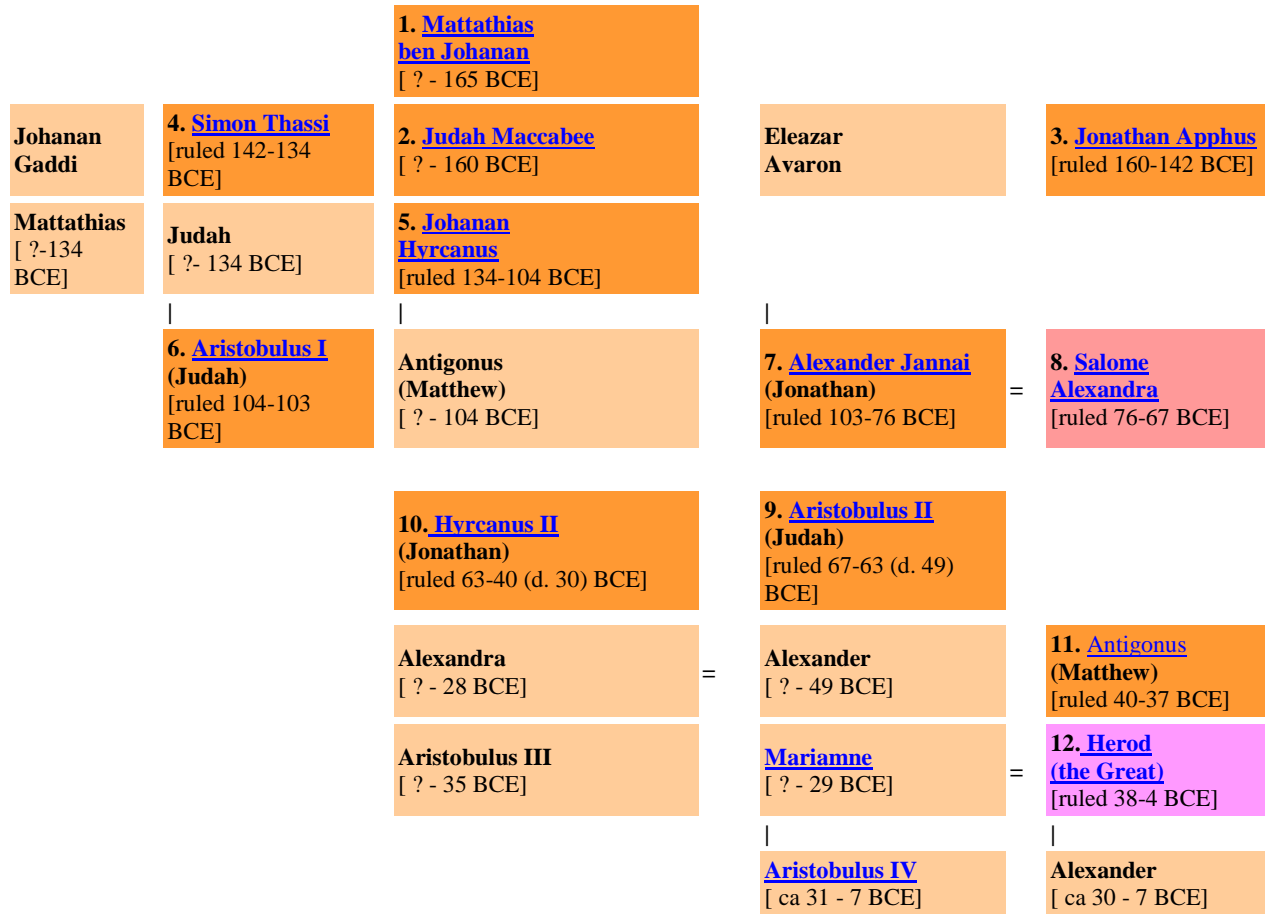 1. Mattathias
ben Johanan
[ ? - 165 BCE]
Johanan
Gaddi
4. Simon Thassi
[ruled 142-134
BCE]
2. Judah Maccabee
[ ? - 160 BCE]
Eleazar
Avaron
3. Jonathan Apphus
[ruled 160-142 BCE]
Mattathias
[ ?-134
BCE]
Judah
[ ?- 134 BCE]
5. Johanan
Hyrcanus
[ruled 134-104 BCE]
| | |
6. Aristobulus I
(Judah)
[ruled 104-103
BCE]
Antigonus
(Matthew)
[ ? - 104 BCE]
7. Alexander Jannai
(Jonathan)
[ruled 103-76 BCE]
=
8. Salome
Alexandra
[ruled 76-67 BCE]
10. Hyrcanus II
(Jonathan)
[ruled 63-40 (d. 30) BCE]
9. Aristobulus II
(Judah)
[ruled 67-63 (d. 49)
BCE]
Alexandra
[ ? - 28 BCE]
=
Alexander
[ ? - 49 BCE]
11. Antigonus
(Matthew)
[ruled 40-37 BCE]
Aristobulus III
[ ? - 35 BCE]
Mariamne
[ ? - 29 BCE]
=
12. Herod
(the Great)
[ruled 38-4 BCE]
| |
Aristobulus IV
[ ca 31 - 7 BCE]
Alexander
[ ca 30 - 7 BCE]